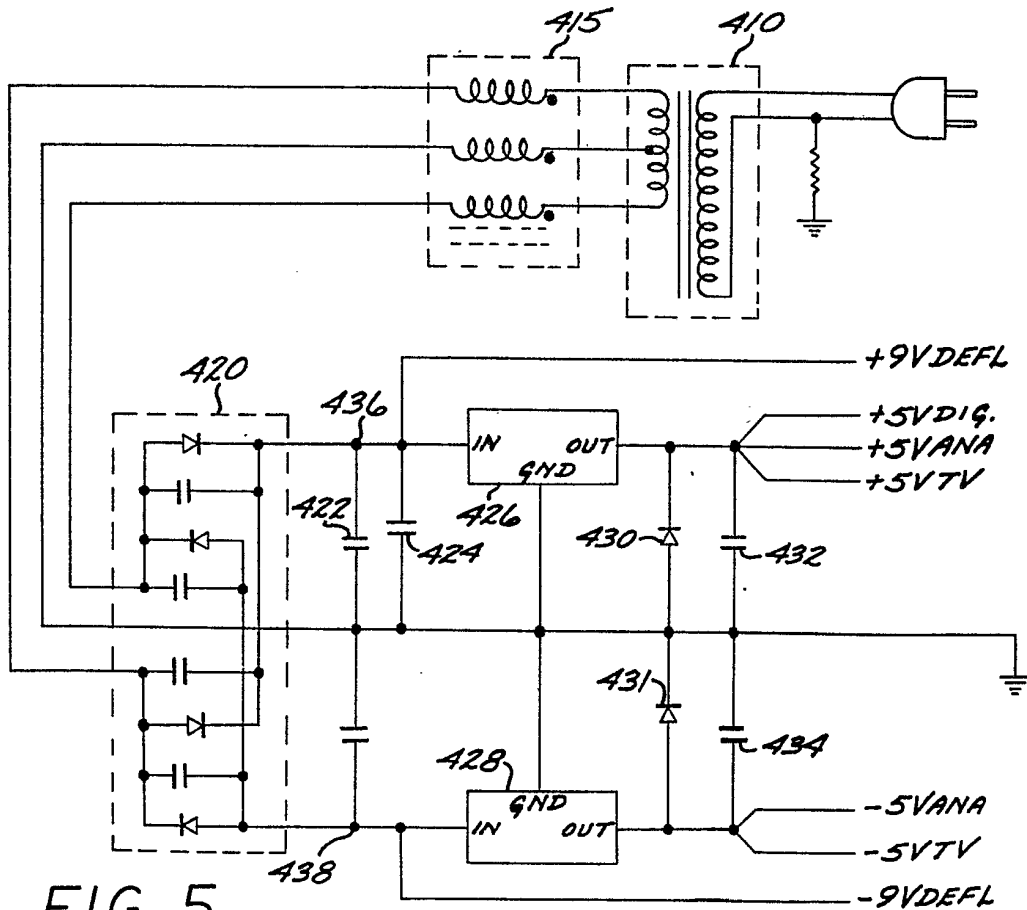 415
410
420
436
+9VDEFL
+5VDIG.
+5VANA
+5VTV
IN
OUT
GND
426
422
424
430
432
431
434
428
GND
IN
OUT
438
-5VANA
-5VTV
-9VDEFL
FIG. 5